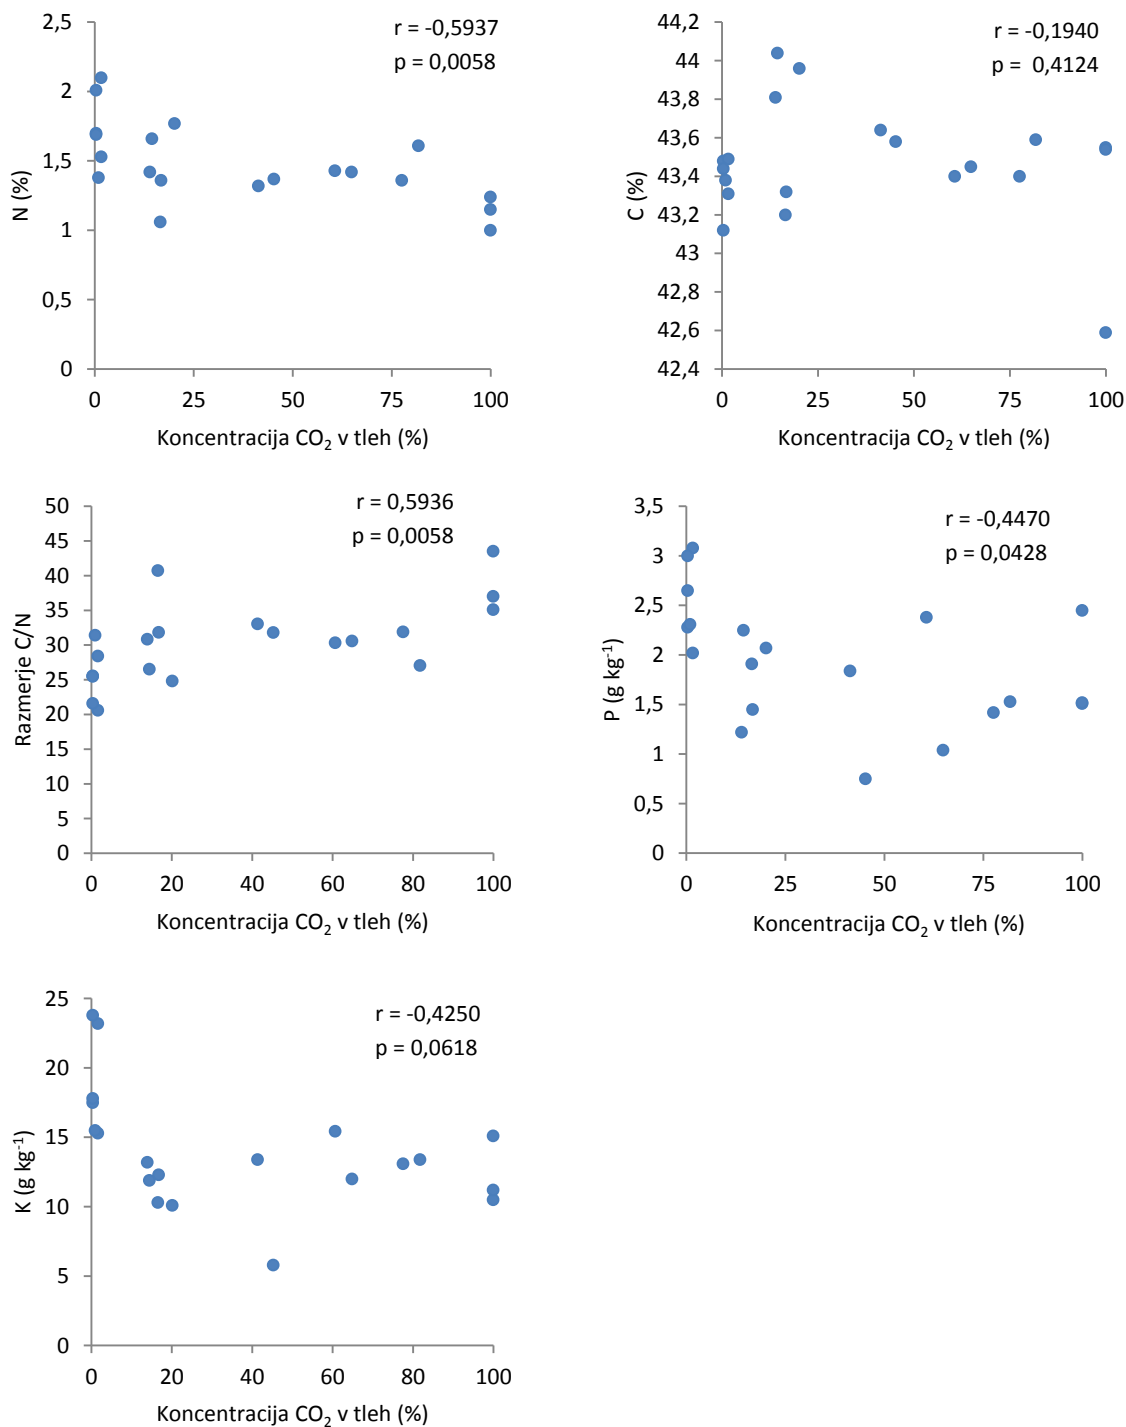 r = -0,5937
p = 0,0058
2,5
2
1,5
1
0,5
0
N (%)
0 25 50 75 100
Koncentracija CO₂ v tleh (%)
r = -0,1940
p = 0,4124
44,2
44
43,8
43,6
43,4
43,2
43
42,8
42,6
42,4
C (%)
0 25 50 75 100
Koncentracija CO₂ v tleh (%)
r = 0,5936
p = 0,0058
50
45
40
35
30
25
20
15
10
5
0
Razmerje C/N
0 20 40 60 80 100
Koncentracija CO₂ v tleh (%)
r = -0,4470
p = 0,0428
3,5
3
2,5
2
1,5
1
0,5
0
P (g kg⁻¹)
0 25 50 75 100
Koncentracija CO₂ v tleh (%)
r = -0,4250
p = 0,0618
25
20
15
10
5
0
K (g kg⁻¹)
0 20 40 60 80 100
Koncentracija CO₂ v tleh (%)